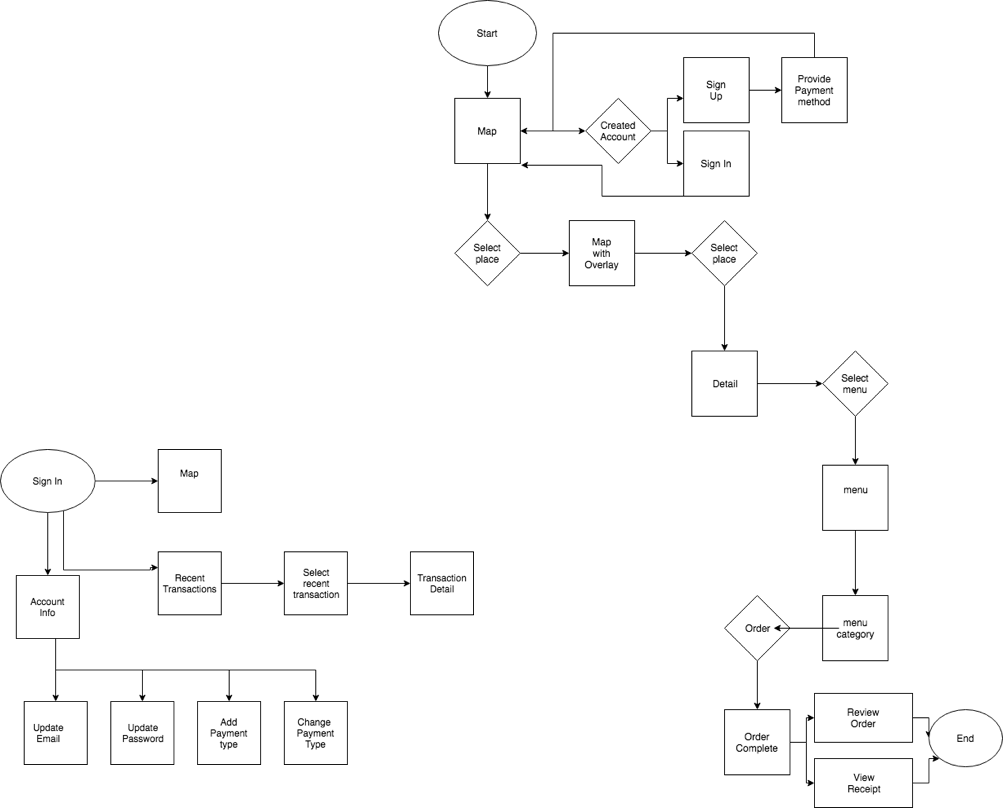 Start
Map
Created
Account
Sign
Up
Provide
Payment
method
Sign In
Select
place
Map
with
Overlay
Select
place
Detail
Select
menu
menu
menu
category
Order
Order
Complete
Review
Order
View
Receipt
End
Sign In
Map
Recent
Transactions
Select
recent
transaction
Transaction
Detail
Account
Info
Update
Email
Update
Password
Add
Payment
type
Change
Payment
Type